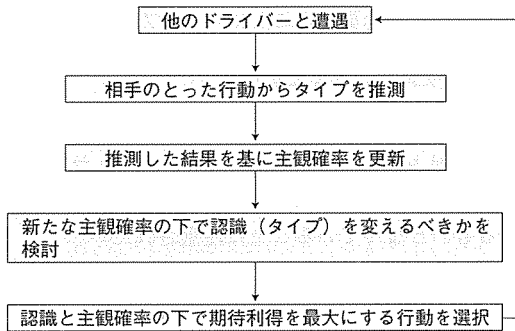 他のドライバーと遭遇
相手のとった行動からタイプを推測
推測した結果を基に主観確率を更新
新たな主観確率の下で認識（タイプ）を変えるべきかを
検討
認識と主観確率の下で期待利得を最大にする行動を選択